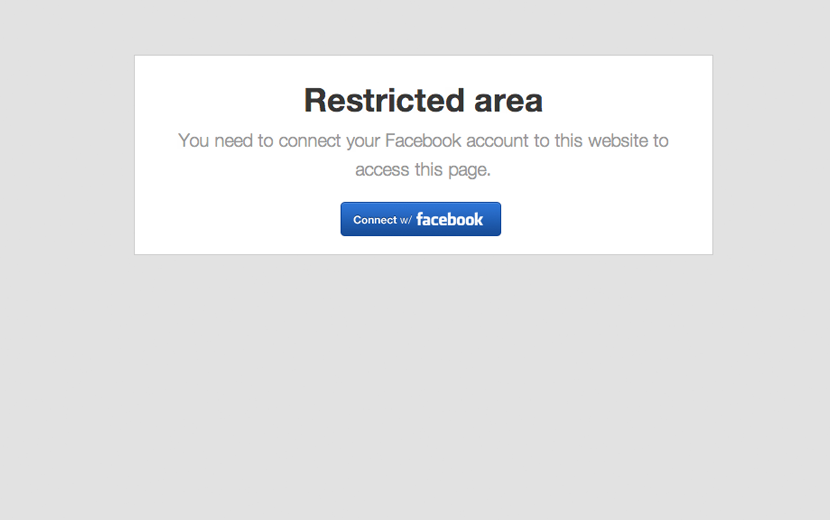 Restricted area
You need to connect your Facebook account to this website to
access this page.
Connect w/ facebook